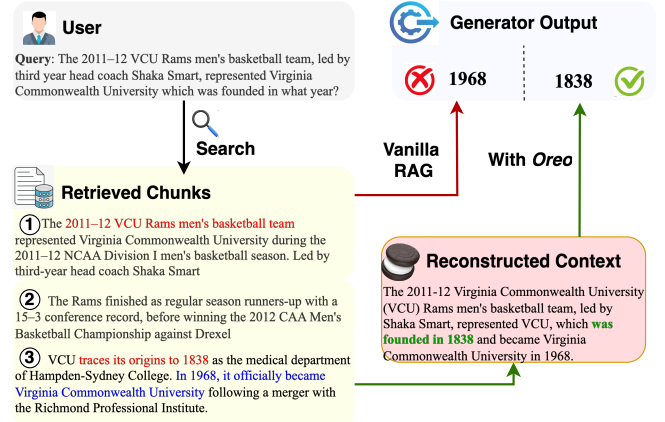 User
Query: The 2011–12 VCU Rams men's basketball team, led by
third year head coach Shaka Smart, represented Virginia
Commonwealth University which was founded in what year?
Generator Output
1968
1838
Search
Vanilla
RAG
With Oreo
Retrieved Chunks
1 The 2011–12 VCU Rams men's basketball team
represented Virginia Commonwealth University during the
2011–12 NCAA Division I men's basketball season. Led by
third-year head coach Shaka Smart
2 The Rams finished as regular season runners-up with a
15–3 conference record, before winning the 2012 CAA Men's
Basketball Championship against Drexel
3 VCU traces its origins to 1838 as the medical department
of Hampden-Sydney College. In 1968, it officially became
Virginia Commonwealth University following a merger with
the Richmond Professional Institute.
Reconstructed Context
The 2011-12 Virginia Commonwealth University
(VCU) Rams men's basketball team, led by
Shaka Smart, represented VCU, which was
founded in 1838 and became Virginia
Commonwealth University in 1968.